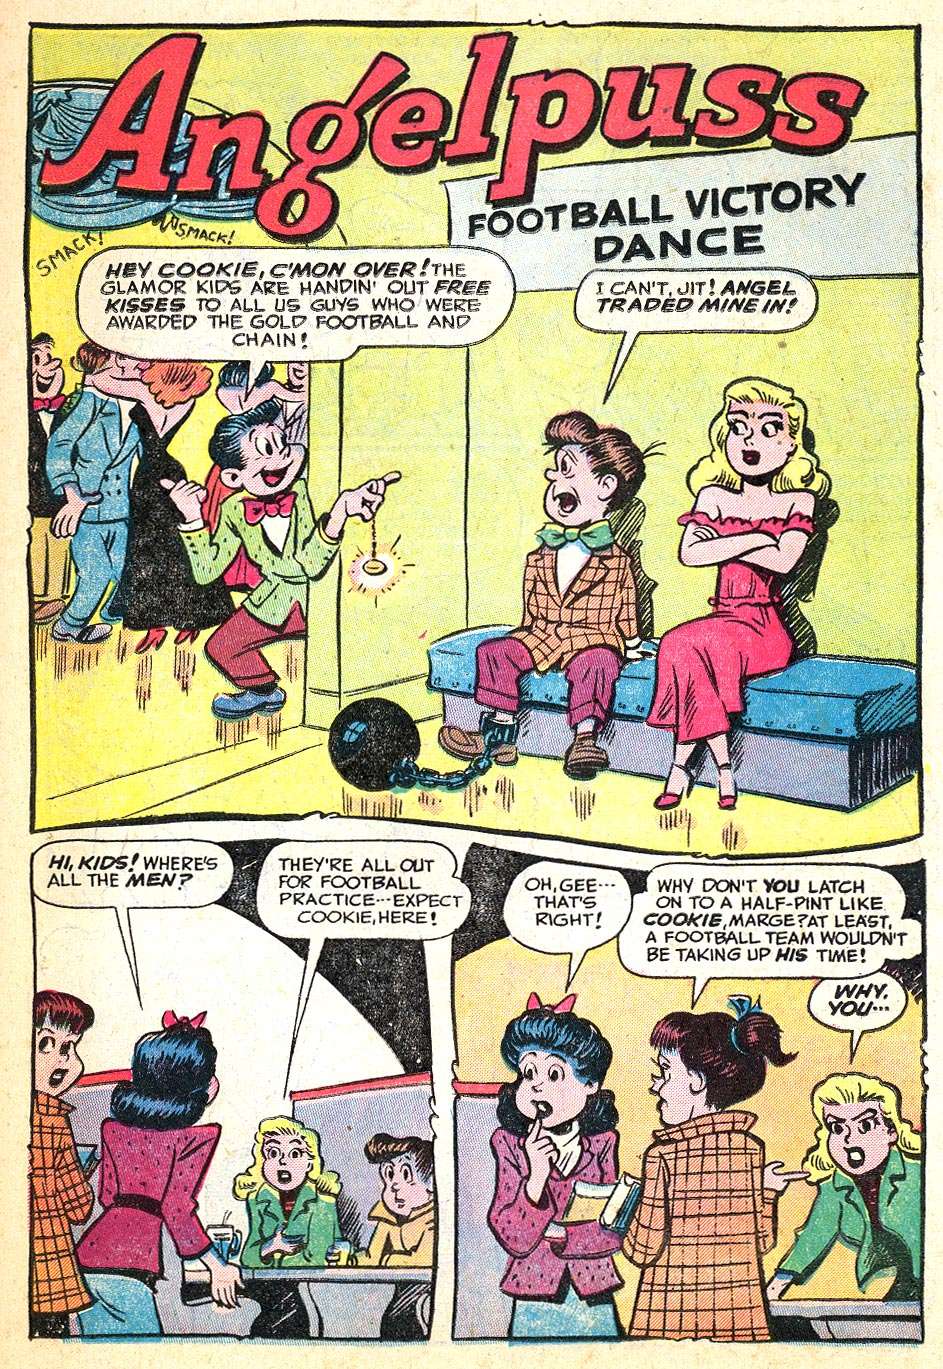 Angelpuss
FOOTBALL VICTORY
DANCE
SMACK!
SMACK!
HEY COOKIE, C'MON OVER! THE
GLAMOR KIDS ARE HANDIN' OUT FREE
KISSES TO ALL US GUYS WHO WERE
AWARDED THE GOLD FOOTBALL AND
CHAIN!
I CAN'T, JIT! ANGEL
TRADED MINE IN!
HI, KIDS! WHERE'S
ALL THE MEN?
THEY'RE ALL OUT
FOR FOOTBALL
PRACTICE---EXPECT
COOKIE, HERE!
OH, GEE---
THAT'S
RIGHT!
WHY DON'T YOU LATCH
ON TO A HALF-PINT LIKE
COOKIE, MARGE? AT LEAST,
A FOOTBALL TEAM WOULDN'T
BE TAKING UP HIS TIME!
WHY,
YOU---